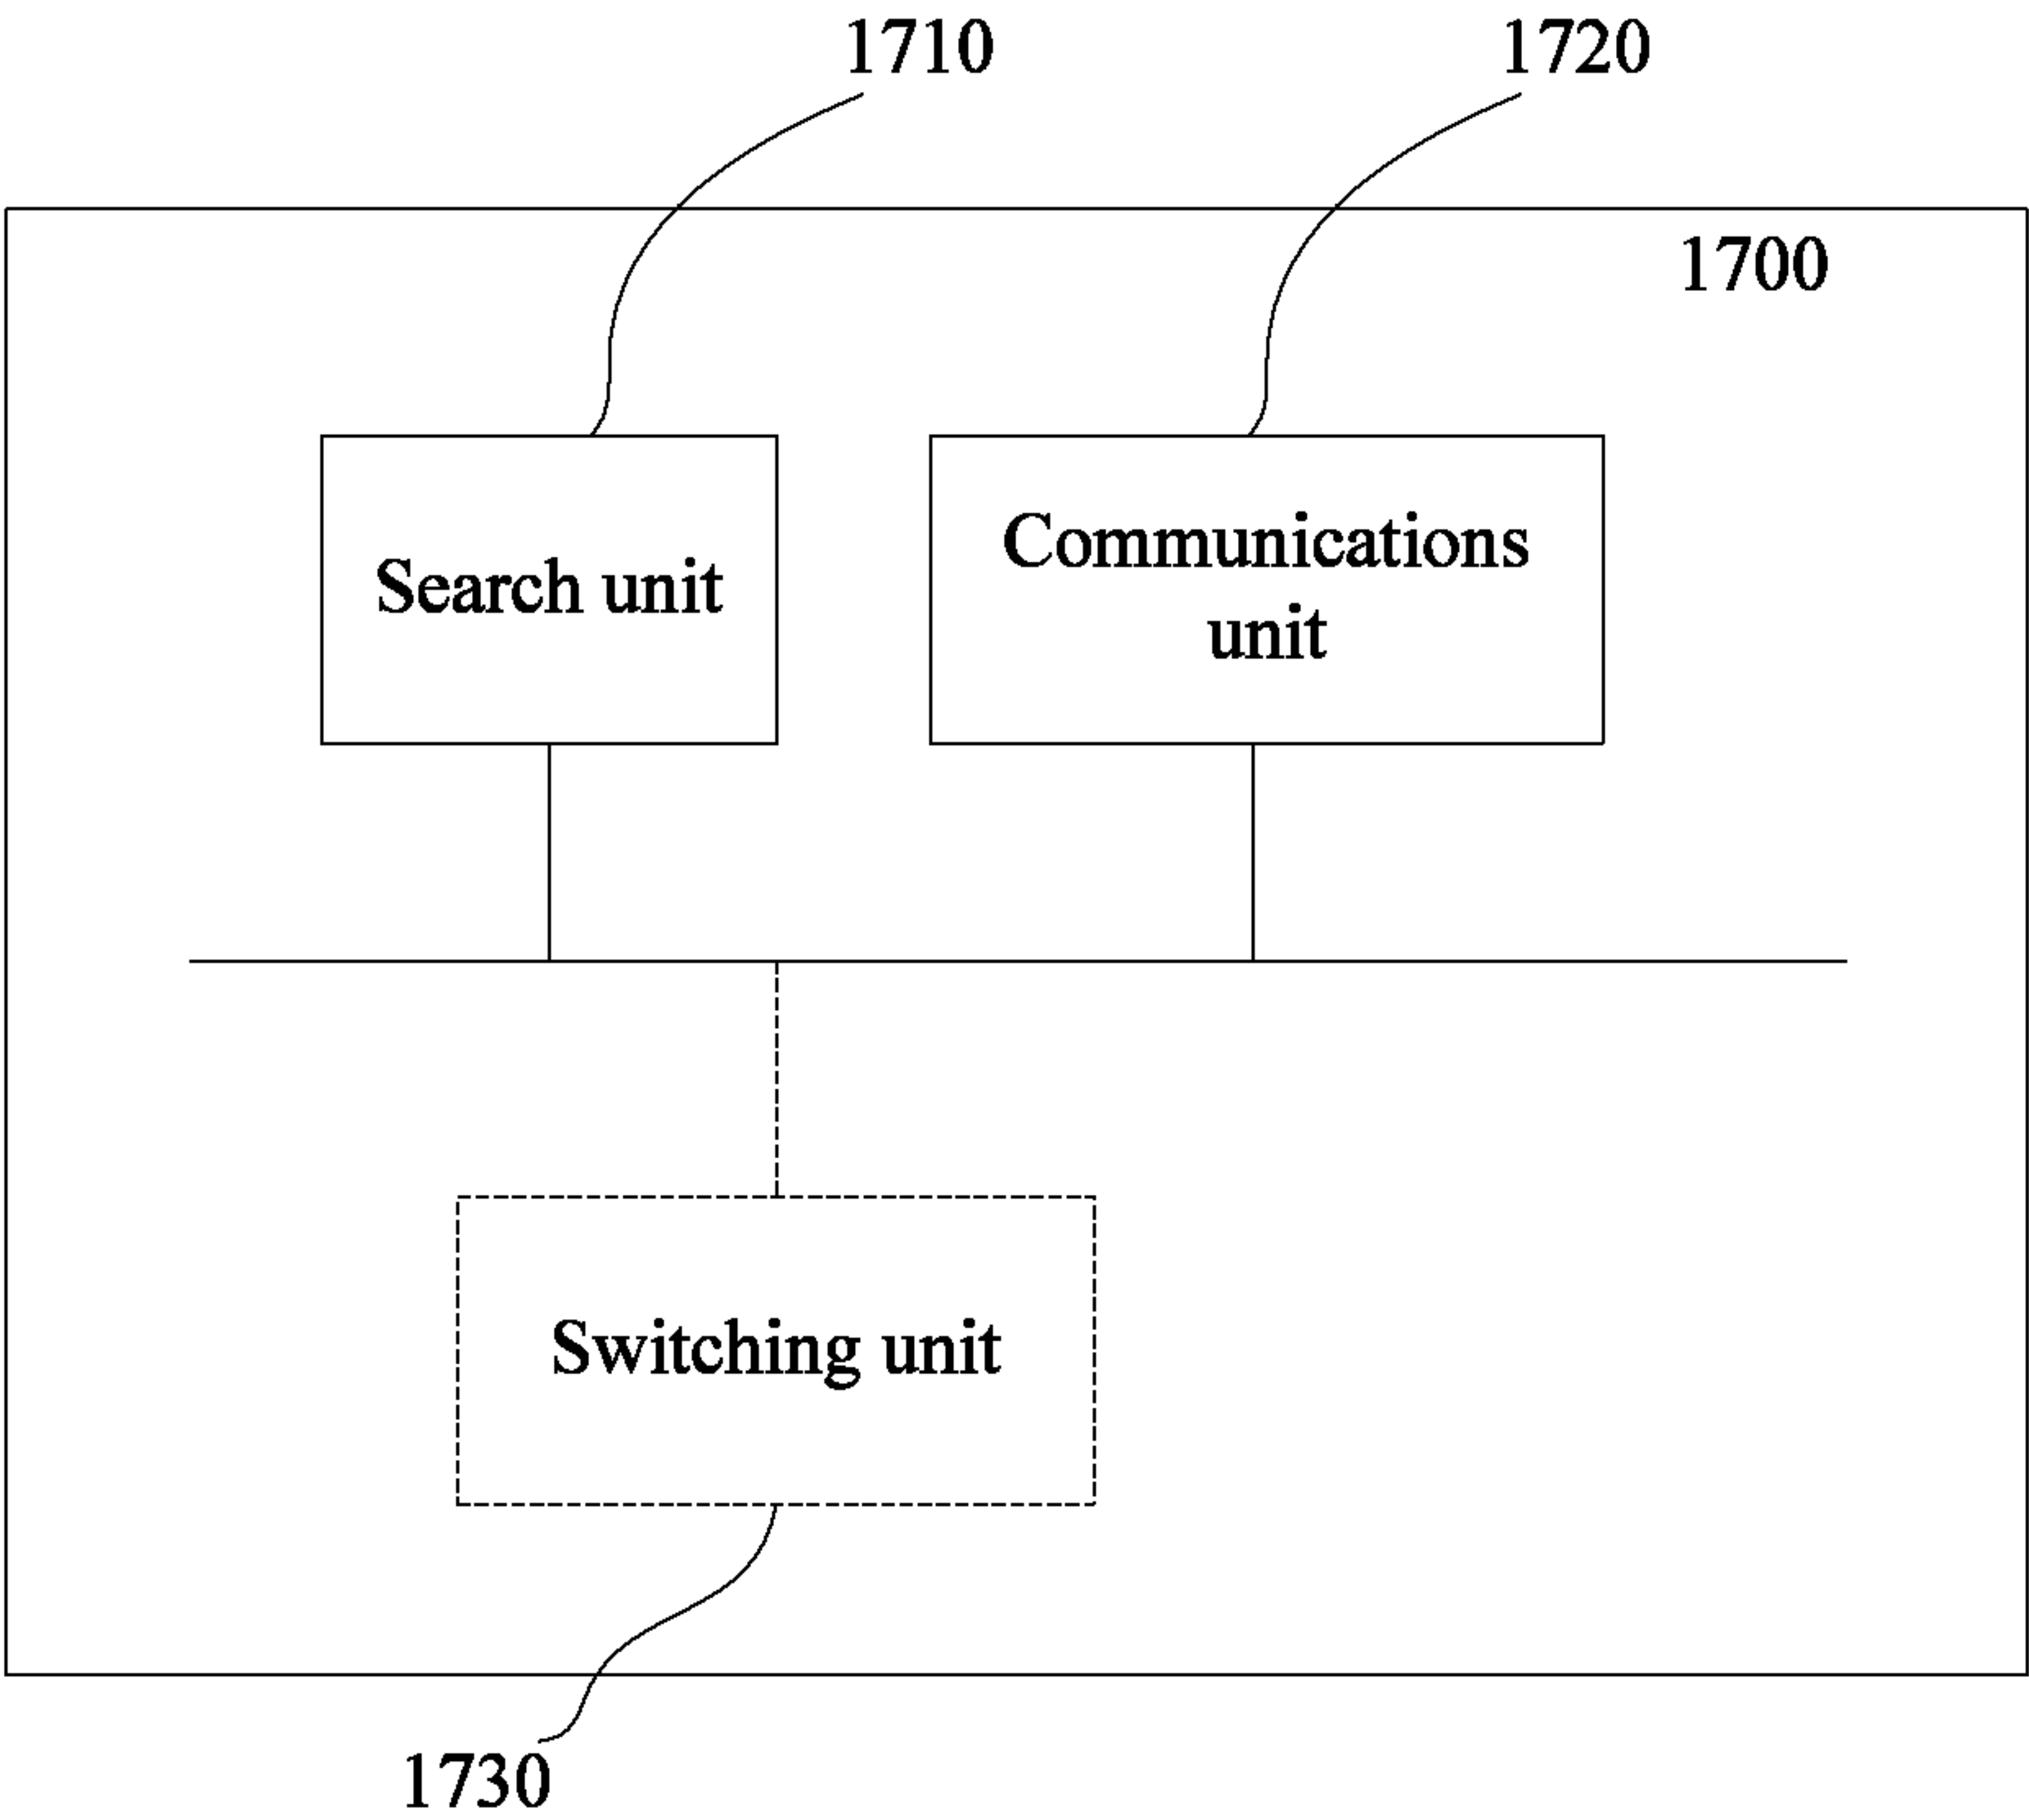 1710
1720
1700
Search unit
Communications
unit
Switching unit
1730